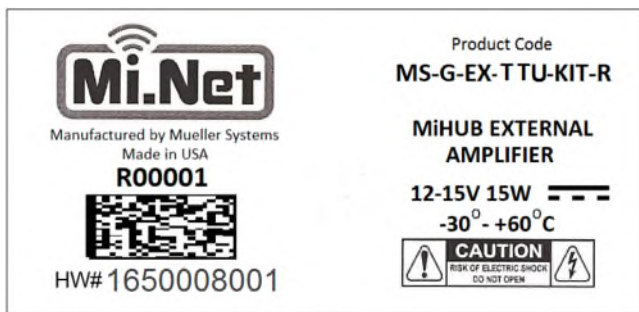 Mi.Net
Manufactured by Mueller Systems
Made in USA
R00001
HW# 1650008001
Product Code
MS-G-EX-TTU-KIT-R
MiHUB EXTERNAL
AMPLIFIER
12-15V 15W
-30°- +60°C
CAUTION
RISK OF ELECTRIC SHOCK
DO NOT OPEN